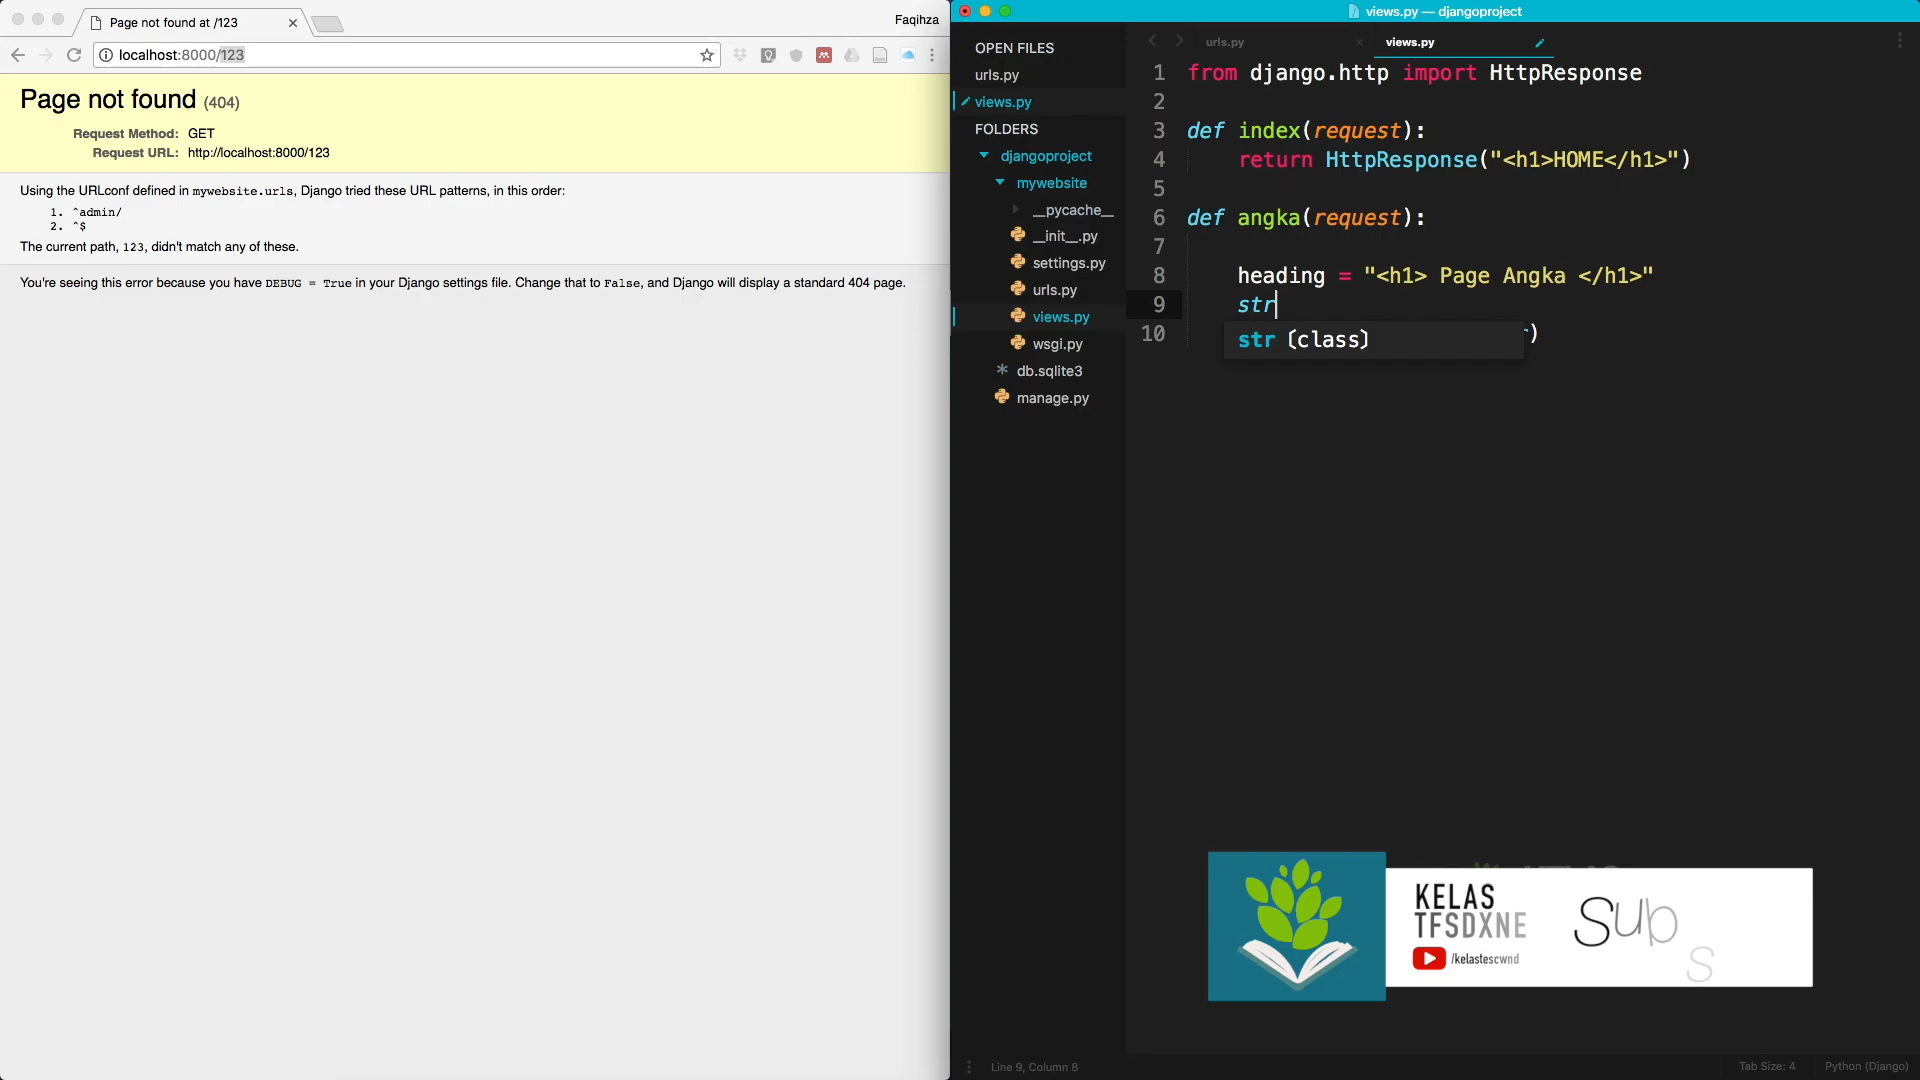 Page not found at /123
Faqihza
localhost:8000/123
Page not found (404)
Request Method: GET
Request URL: http://localhost:8000/123
Using the URLconf defined in mywebsite.urls, Django tried these URL patterns, in this order:
1. ^admin/
2. ^$
The current path, 123, didn't match any of these.
You're seeing this error because you have DEBUG = True in your Django settings file. Change that to False, and Django will display a standard 404 page.
views.py — djangoproject
OPEN FILES
urls.py
views.py
FOLDERS
djangoproject
mywebsite
__pycache__
__init__.py
settings.py
urls.py
views.py
wsgi.py
db.sqlite3
manage.py
urls.py
views.py
1 from django.http import HttpResponse
2
3 def index(request):
4 return HttpResponse("<h1>HOME</h1>")
5
6 def angka(request):
7
8 heading = "<h1> Page Angka </h1>"
9 str
10 )
str (class)
KELAS
TFSDXNE
/kelastescwnd
Sub
s
Line 9, Column 8
Tab Size: 4
Python (Django)